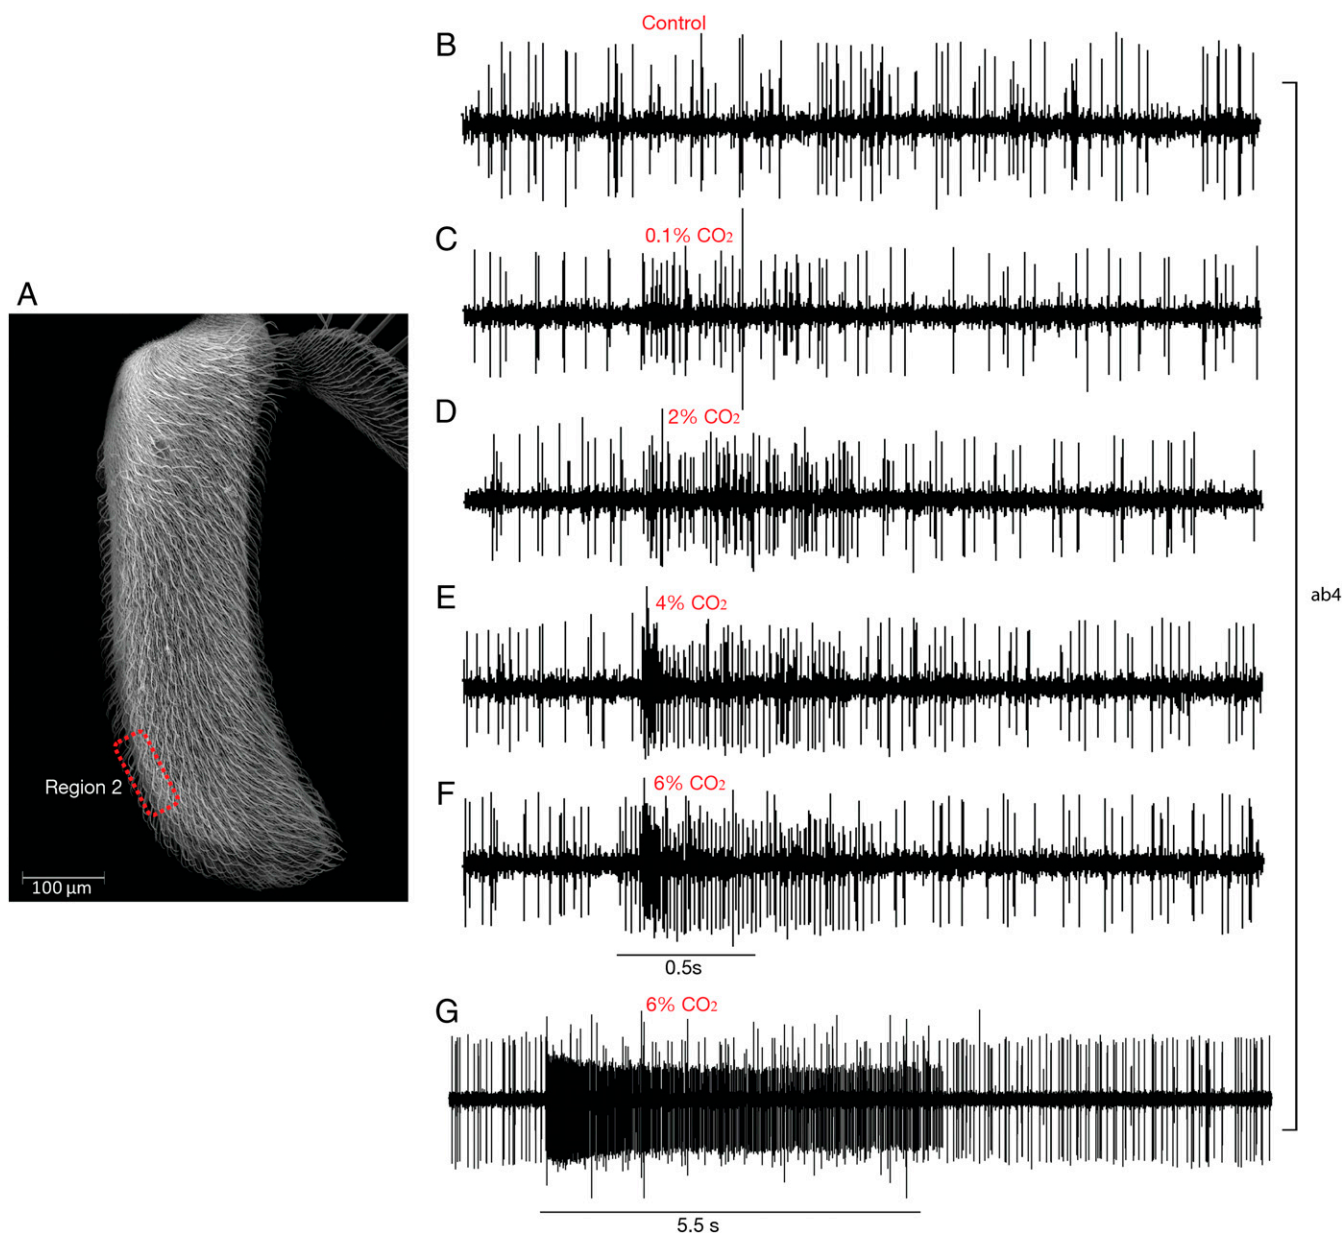 A
Region 2
100 µm
B
Control
C
0.1% CO₂
D
2% CO₂
E
4% CO₂
F
6% CO₂
0.5s
G
6% CO₂
5.5 s
ab4